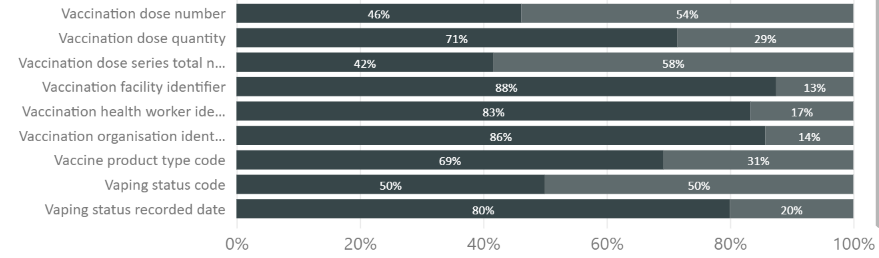 Vaccination dose number 46% 54%
Vaccination dose quantity 71% 29%
Vaccination dose series total n... 42% 58%
Vaccination facility identifier 88% 13%
Vaccination health worker ide... 83% 17%
Vaccination organisation ident... 86% 14%
Vaccine product type code 69% 31%
Vaping status code 50% 50%
Vaping status recorded date 80% 20%
0% 20% 40% 60% 80% 100%